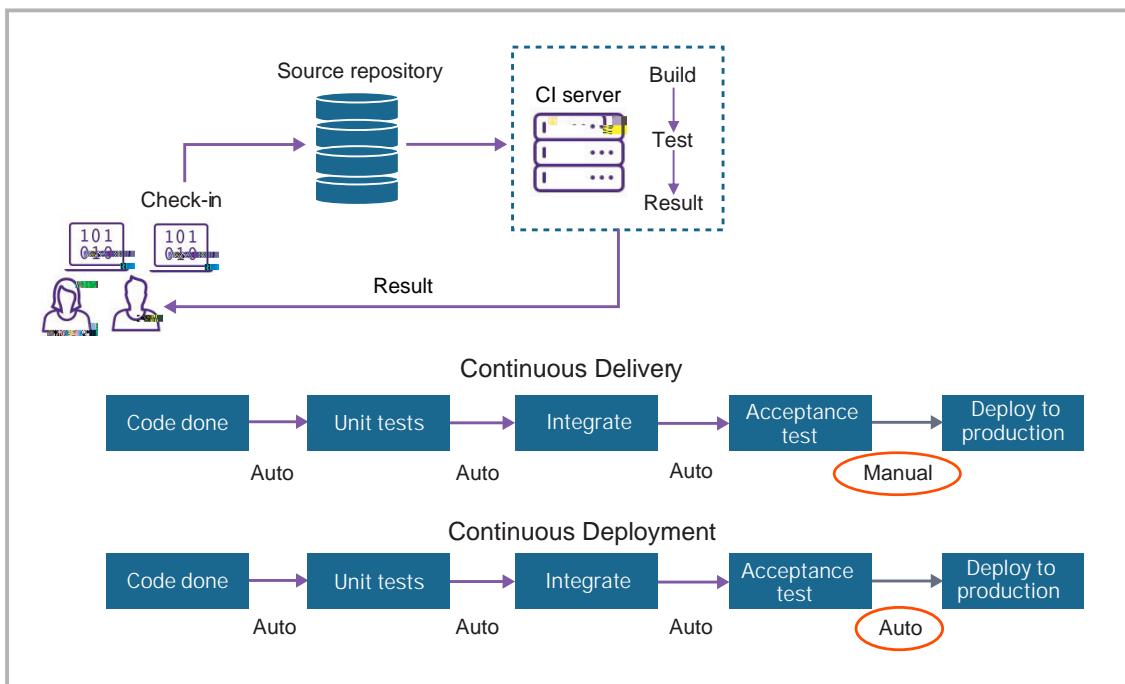 Source repository
CI server
Build
Test
Result
Check-in
101
010
101
010
Result
Continuous Delivery
Code done
Unit tests
Integrate
Acceptance
test
Deploy to
production
Auto
Auto
Auto
Manual
Continuous Deployment
Code done
Unit tests
Integrate
Acceptance
test
Deploy to
production
Auto
Auto
Auto
Auto